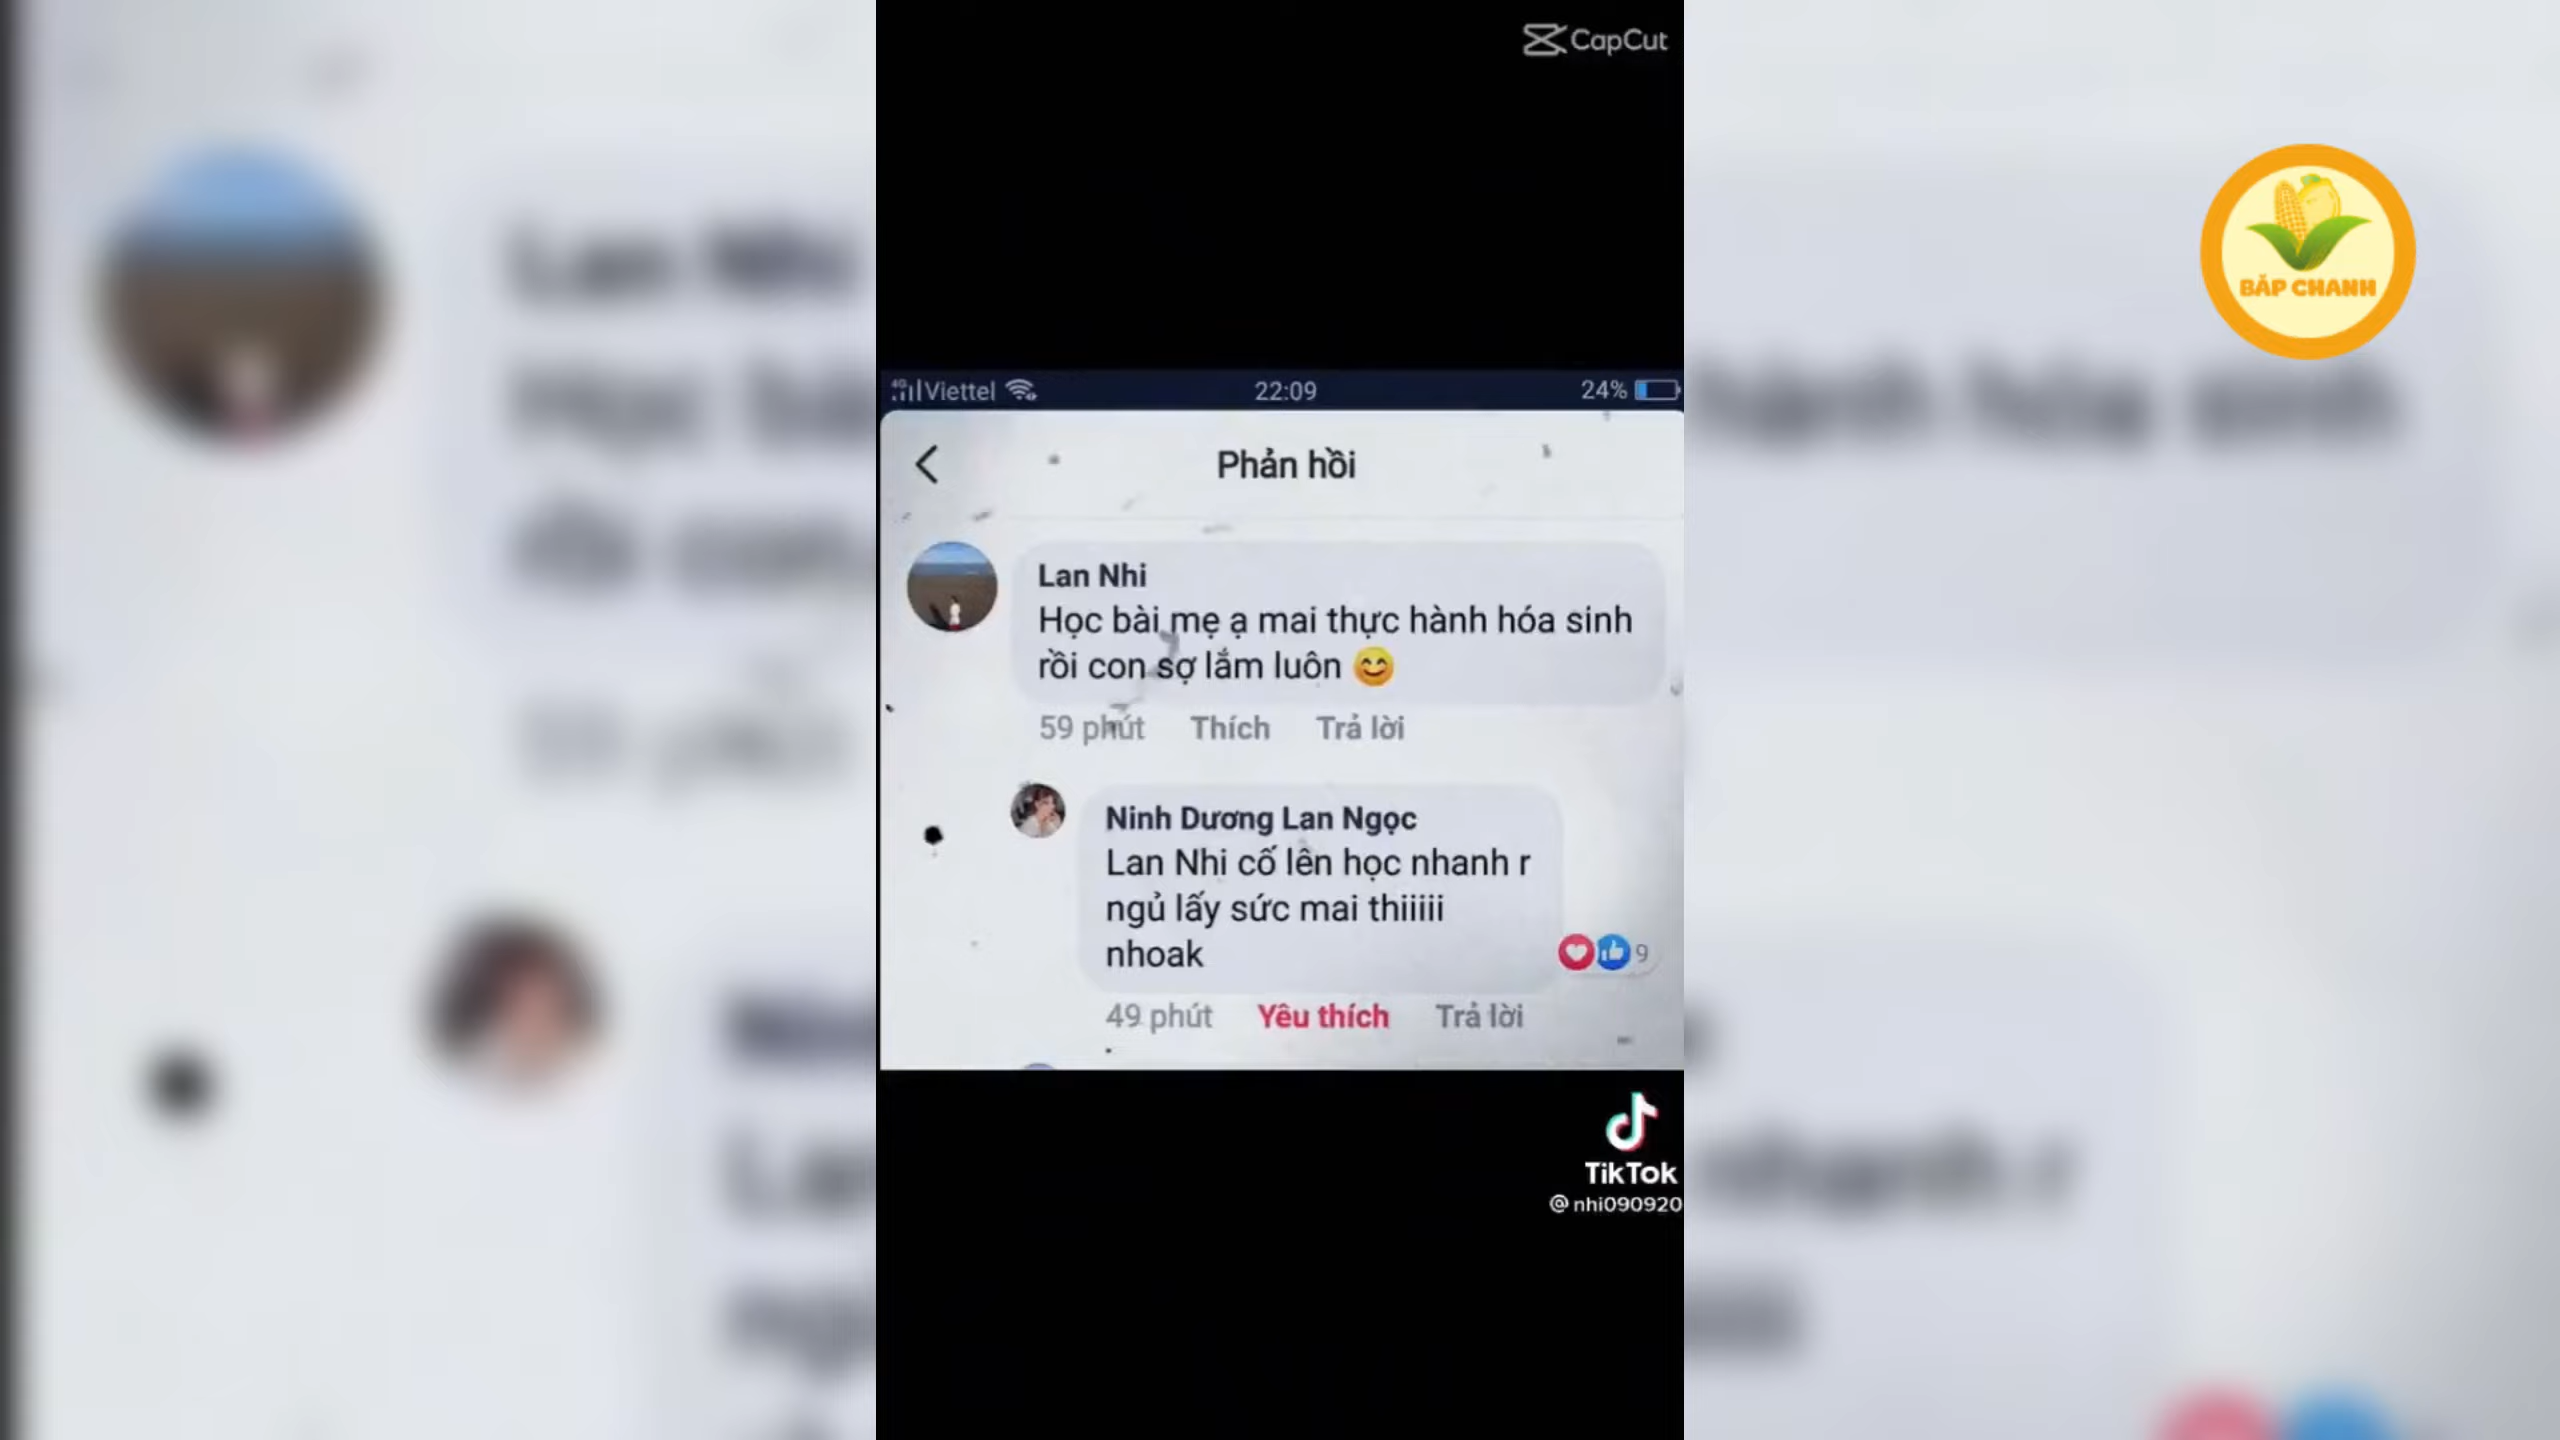 CapCut
BẮP CHANH
4G Viettel 22:09 24%
Phản hồi
Lan Nhi
Học bài mẹ ạ mai thực hành hóa sinh
rồi con sợ lắm luôn 😊
59 phút Thích Trả lời
Ninh Dương Lan Ngọc
Lan Nhi cố lên học nhanh r
ngủ lấy sức mai thiiiii
nhoak
9
49 phút Yêu thích Trả lời
TikTok
@nhi090920